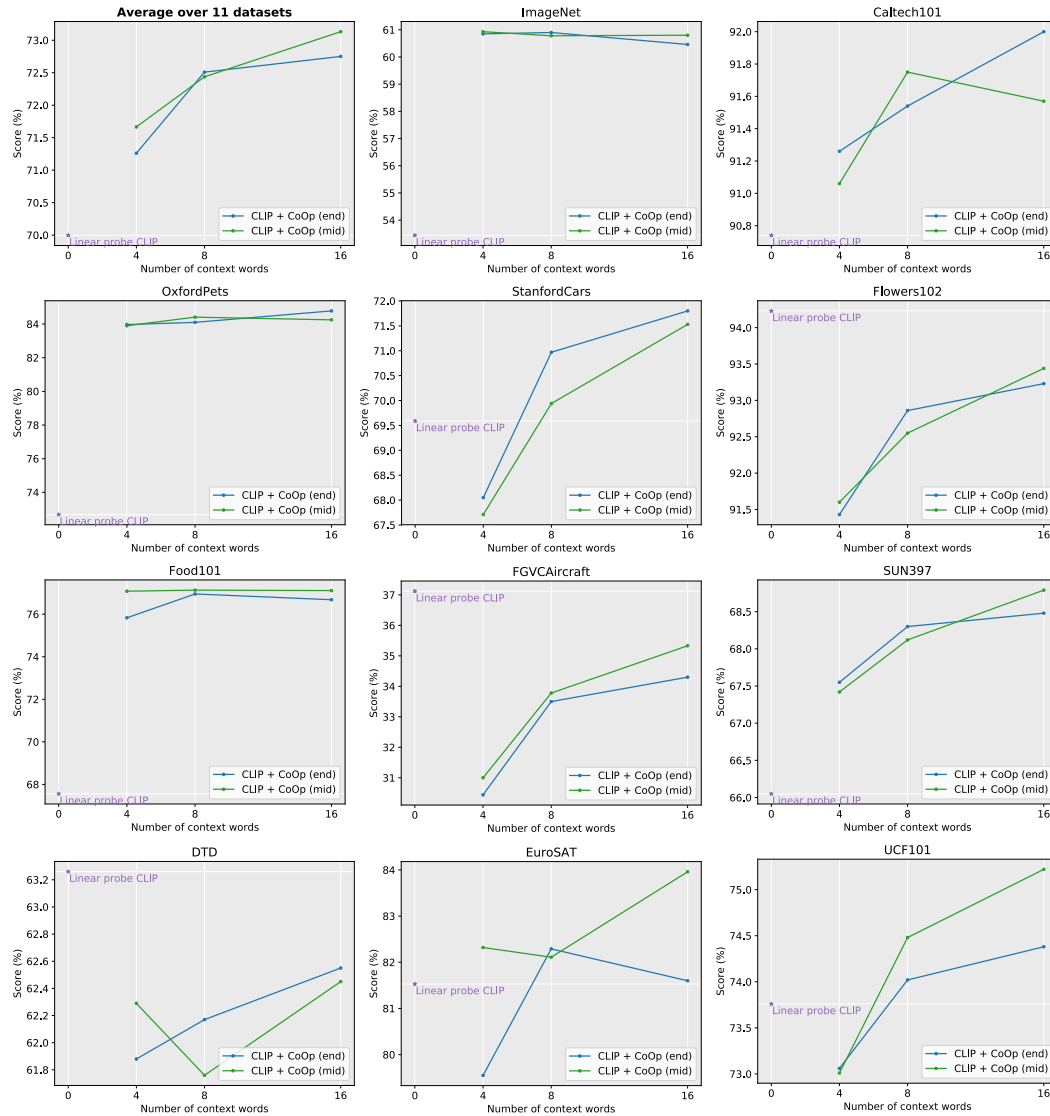 Average over 11 datasets
73.0
72.5
72.0
71.5
71.0
70.5
70.0
Score (%)
Linear probe CLIP
CLIP + CoOp (end)
CLIP + CoOp (mid)
0 4 8 16
Number of context words
ImageNet
61
60
59
58
57
56
55
54
Score (%)
Linear probe CLIP
CLIP + CoOp (end)
CLIP + CoOp (mid)
0 4 8 16
Number of context words
Caltech101
92.0
91.8
91.6
91.4
91.2
91.0
90.8
Score (%)
Linear probe CLIP
CLIP + CoOp (end)
CLIP + CoOp (mid)
0 4 8 16
Number of context words
OxfordPets
84
82
80
78
76
74
Score (%)
Linear probe CLIP
CLIP + CoOp (end)
CLIP + CoOp (mid)
0 4 8 16
Number of context words
StanfordCars
72.0
71.5
71.0
70.5
70.0
69.5
69.0
68.5
68.0
67.5
Score (%)
Linear probe CLIP
CLIP + CoOp (end)
CLIP + CoOp (mid)
0 4 8 16
Number of context words
Flowers102
94.0
93.5
93.0
92.5
92.0
91.5
Score (%)
Linear probe CLIP
CLIP + CoOp (end)
CLIP + CoOp (mid)
0 4 8 16
Number of context words
Food101
76
74
72
70
68
Score (%)
Linear probe CLIP
CLIP + CoOp (end)
CLIP + CoOp (mid)
0 4 8 16
Number of context words
FGVCAircraft
37
36
35
34
33
32
31
Score (%)
Linear probe CLIP
CLIP + CoOp (end)
CLIP + CoOp (mid)
0 4 8 16
Number of context words
SUN397
68.5
68.0
67.5
67.0
66.5
66.0
Score (%)
Linear probe CLIP
CLIP + CoOp (end)
CLIP + CoOp (mid)
0 4 8 16
Number of context words
DTD
63.2
63.0
62.8
62.6
62.4
62.2
62.0
61.8
Score (%)
Linear probe CLIP
CLIP + CoOp (end)
CLIP + CoOp (mid)
0 4 8 16
Number of context words
EuroSAT
84
83
82
81
80
Score (%)
Linear probe CLIP
CLIP + CoOp (end)
CLIP + CoOp (mid)
0 4 8 16
Number of context words
UCF101
75.0
74.5
74.0
73.5
73.0
Score (%)
Linear probe CLIP
CLIP + CoOp (end)
CLIP + CoOp (mid)
0 4 8 16
Number of context words